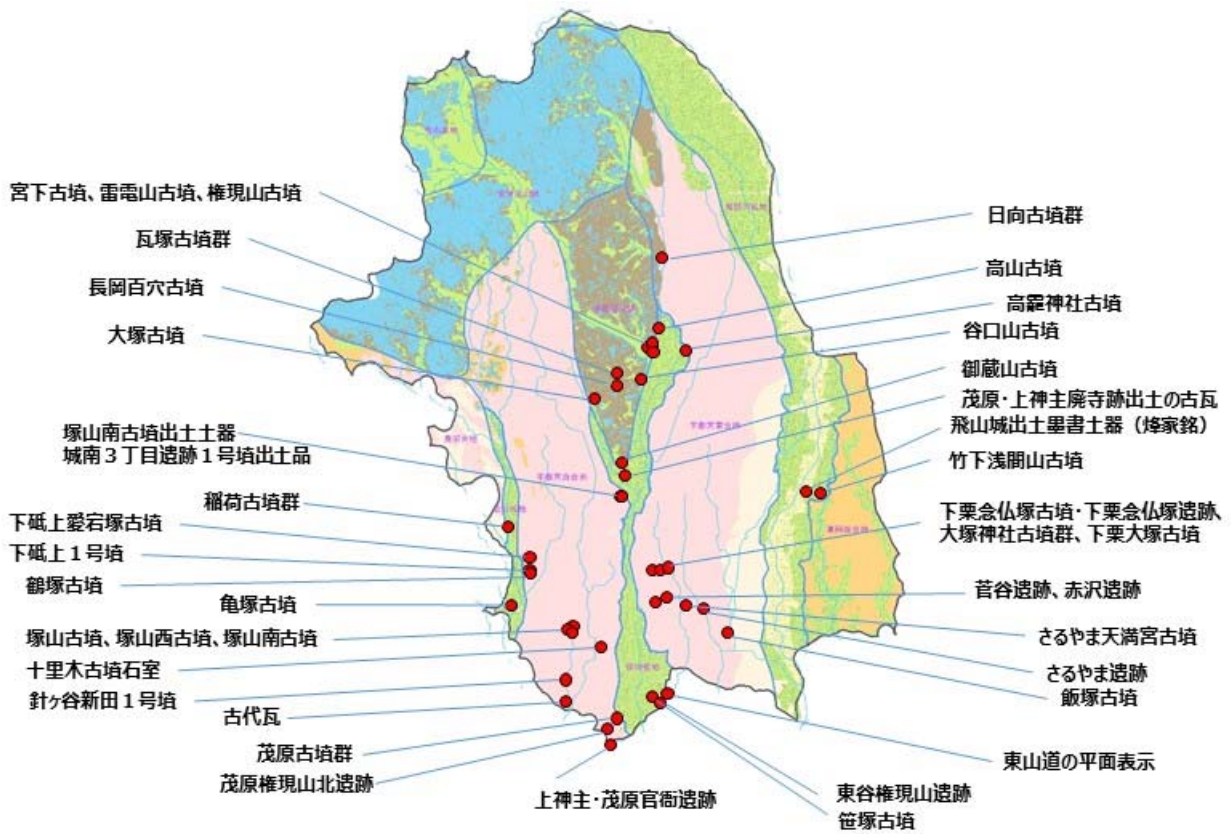 宮下古墳、雷電山古墳、権現山古墳
瓦塚古墳群
長岡百穴古墳
大塚古墳
塚山南古墳出土土器
城南３丁目遺跡１号墳出土品
稲荷古墳群
下砥上愛宕塚古墳
下砥上１号墳
鶴塚古墳
亀塚古墳
塚山古墳、塚山西古墳、塚山南古墳
十里木古墳石室
針ヶ谷新田１号墳
古代瓦
茂原古墳群
茂原権現山北遺跡
上神主・茂原官衙遺跡
日向古墳群
高山古墳
高龗神社古墳
谷口山古墳
御蔵山古墳
茂原・上神主廃寺跡出土の古瓦
飛山城出土墨書土器（烽家銘）
竹下浅間山古墳
下栗念仏塚古墳・下栗念仏塚遺跡、
大塚神社古墳群、下栗大塚古墳
菅谷遺跡、赤沢遺跡
さるやま天満宮古墳
さるやま遺跡
飯塚古墳
東山道の平面表示
東谷権現山遺跡
笹塚古墳